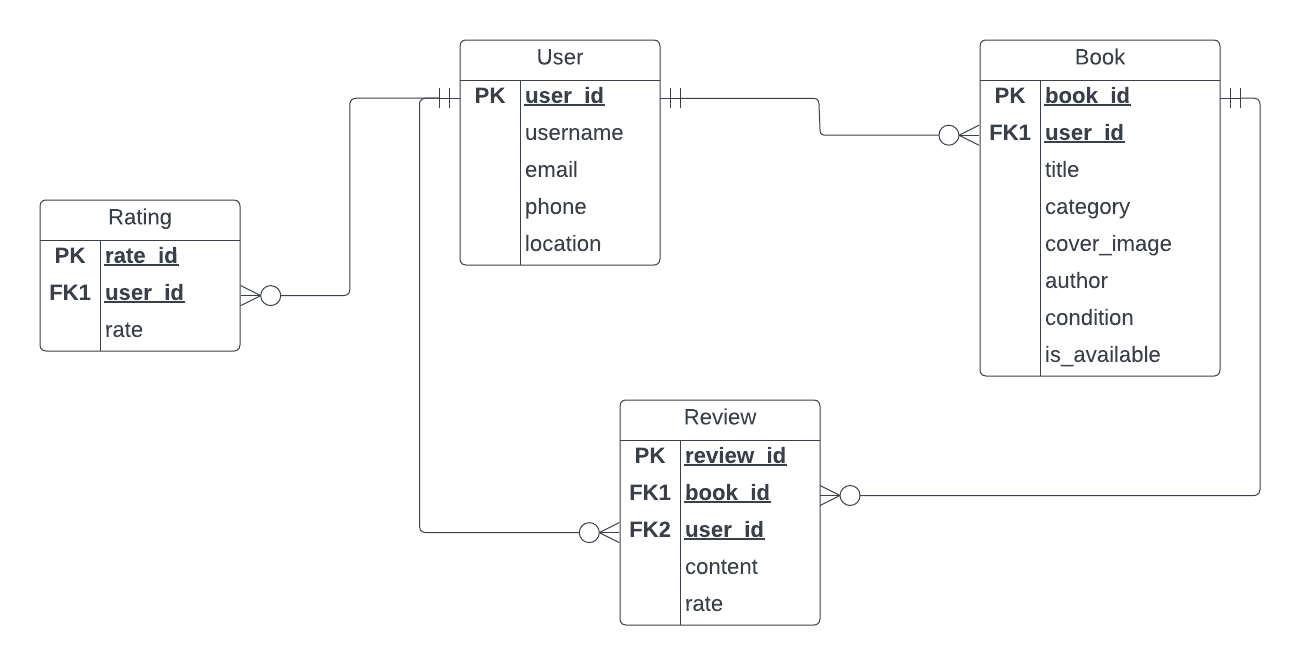 User
PK user_id
username
email
phone
location
Book
PK book_id
FK1 user_id
title
category
cover_image
author
condition
is_available
Rating
PK rate_id
FK1 user_id
rate
Review
PK review_id
FK1 book_id
FK2 user_id
content
rate